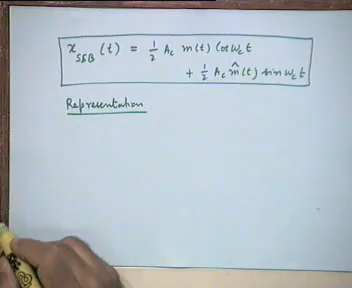 x_SSB (t) = 1/2 A_c m(t) Cos ω_c t
+ 1/2 A_c m̂(t) sin ω_c t
Representation